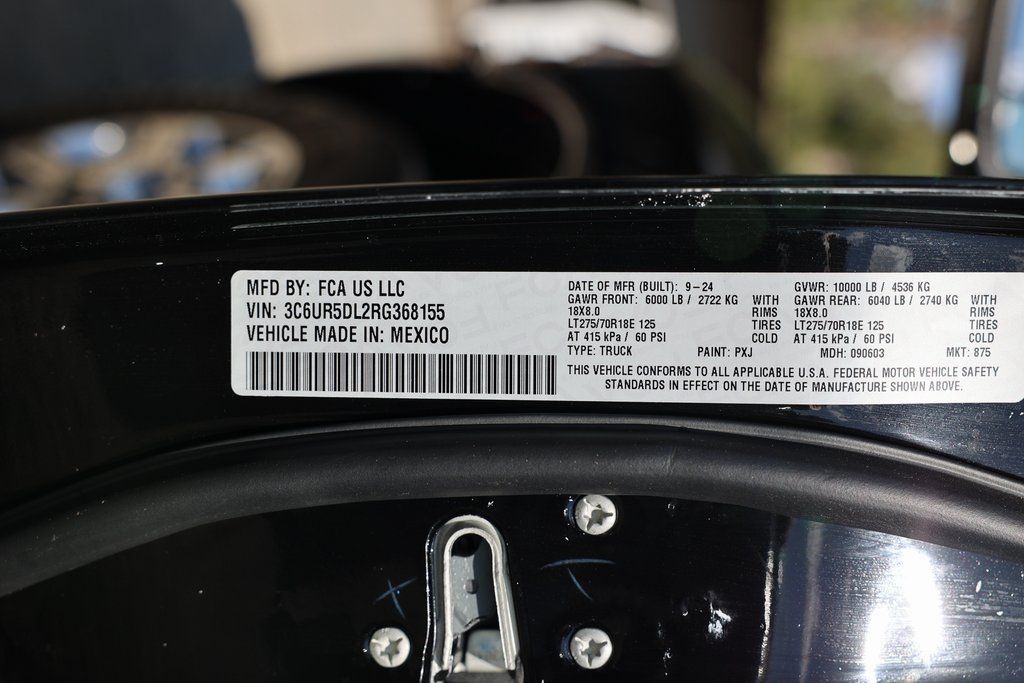 MFD BY: FCA US LLC
VIN: 3C6UR5DL2RG368155
VEHICLE MADE IN: MEXICO
DATE OF MFR (BUILT): 9-24
GAWR FRONT: 6000 LB / 2722 KG WITH
18X8.0 RIMS
LT275/70R18E 125 TIRES
AT 415 kPa / 60 PSI COLD
TYPE: TRUCK PAINT: PXJ
GVWR: 10000 LB / 4536 KG
GAWR REAR: 6040 LB / 2740 KG WITH
18X8.0 RIMS
LT275/70R18E 125 TIRES
AT 415 kPa / 60 PSI COLD
MDH: 090603 MKT: 875
THIS VEHICLE CONFORMS TO ALL APPLICABLE U.S.A. FEDERAL MOTOR VEHICLE SAFETY
STANDARDS IN EFFECT ON THE DATE OF MANUFACTURE SHOWN ABOVE.